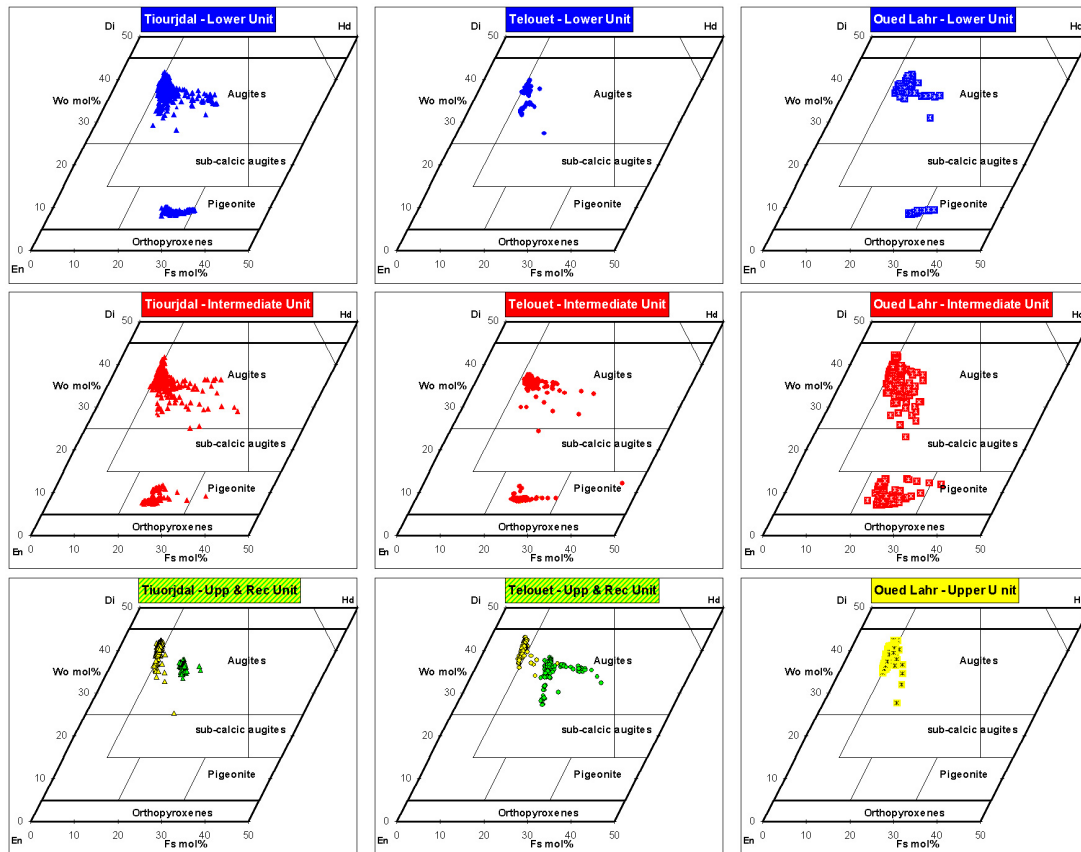 Tiourjdal - Lower Unit
Di
Hd
50
40
Wo mol%
Augites
30
sub-calcic augites
20
Pigeonite
10
Orthopyroxenes
0
En
0 10 20 30 40 50
Fs mol%
Telouet - Lower Unit
Di
Hd
50
40
Wo mol%
Augites
30
sub-calcic augites
20
Pigeonite
10
Orthopyroxenes
0
En
0 10 20 30 40 50
Fs mol%
Oued Lahr - Lower Unit
Di
Hd
50
40
Wo mol%
Augites
30
sub-calcic augites
20
Pigeonite
10
Orthopyroxenes
0
En
0 10 20 30 40 50
Fs mol%
Tiourjdal - Intermediate Unit
Di
Hd
50
40
Wo mol%
Augites
30
sub-calcic augites
20
Pigeonite
10
Orthopyroxenes
0
En
0 10 20 30 40 50
Fs mol%
Telouet - Intermediate Unit
Di
Hd
50
40
Wo mol%
Augites
30
sub-calcic augites
20
Pigeonite
10
Orthopyroxenes
0
En
0 10 20 30 40 50
Fs mol%
Oued Lahr - Intermediate Unit
Di
Hd
50
40
Wo mol%
Augites
30
sub-calcic augites
20
Pigeonite
10
Orthopyroxenes
0
En
0 10 20 30 40 50
Fs mol%
Tiuorjdal - Upp & Rec Unit
Di
Hd
50
40
Wo mol%
Augites
30
sub-calcic augites
20
Pigeonite
10
Orthopyroxenes
0
En
0 10 20 30 40 50
Fs mol%
Telouet - Upp & Rec Unit
Di
Hd
50
40
Wo mol%
Augites
30
sub-calcic augites
20
Pigeonite
10
Orthopyroxenes
0
En
0 10 20 30 40 50
Fs mol%
Oued Lahr - Upper U nit
Di
Hd
50
40
Wo mol%
Augites
30
sub-calcic augites
20
Pigeonite
10
Orthopyroxenes
0
En
0 10 20 30 40 50
Fs mol%